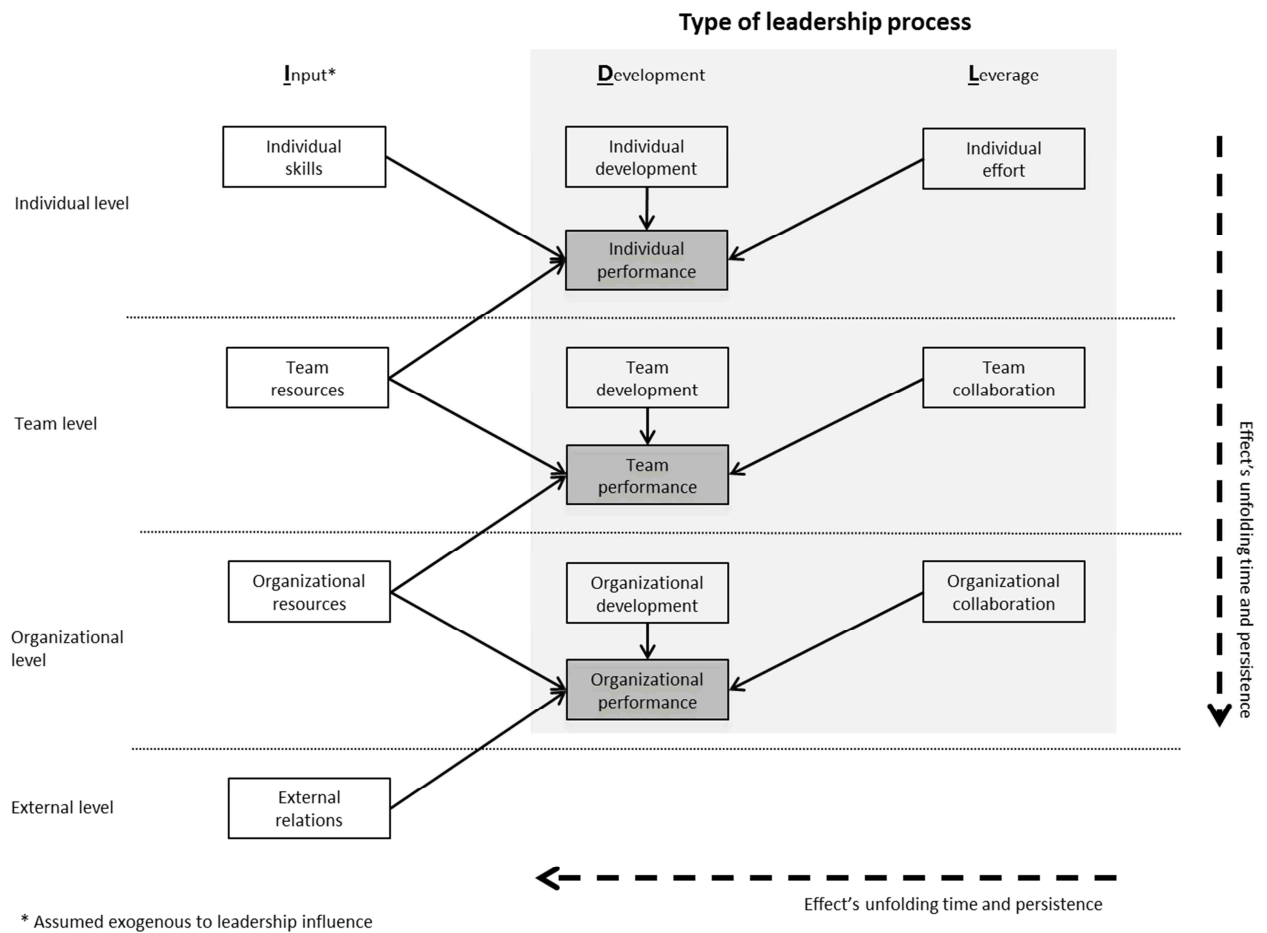 Type of leadership process
Input*
Development
Leverage
Individual
skills
Individual
development
Individual
effort
Individual level
Individual
performance
Team
resources
Team
development
Team
collaboration
Team level
Team
performance
Organizational
resources
Organizational
development
Organizational
collaboration
Organizational
level
Organizational
performance
External level
External
relations
Effect's unfolding time and persistence
Effect's unfolding time and persistence
* Assumed exogenous to leadership influence